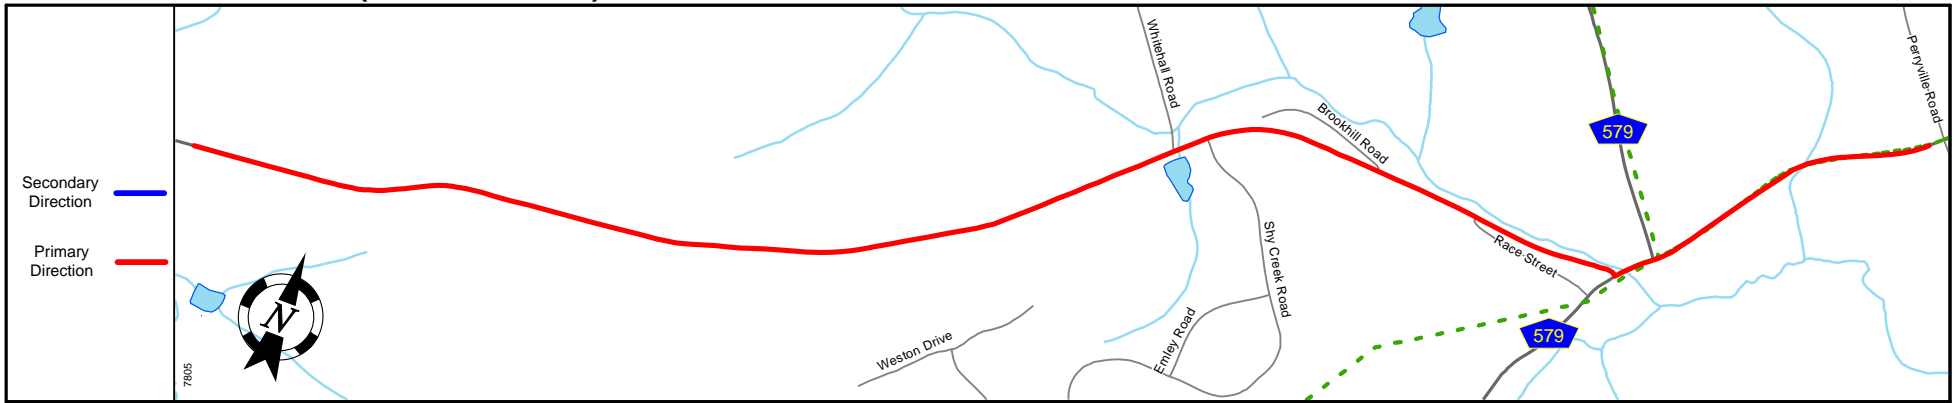 Secondary
Direction
Primary
Direction
7805
N
Weston Drive
Whitehall Road
Emley Road
Shy Creek Road
Brookhill Road
Race Street
579
579
Perryville Road